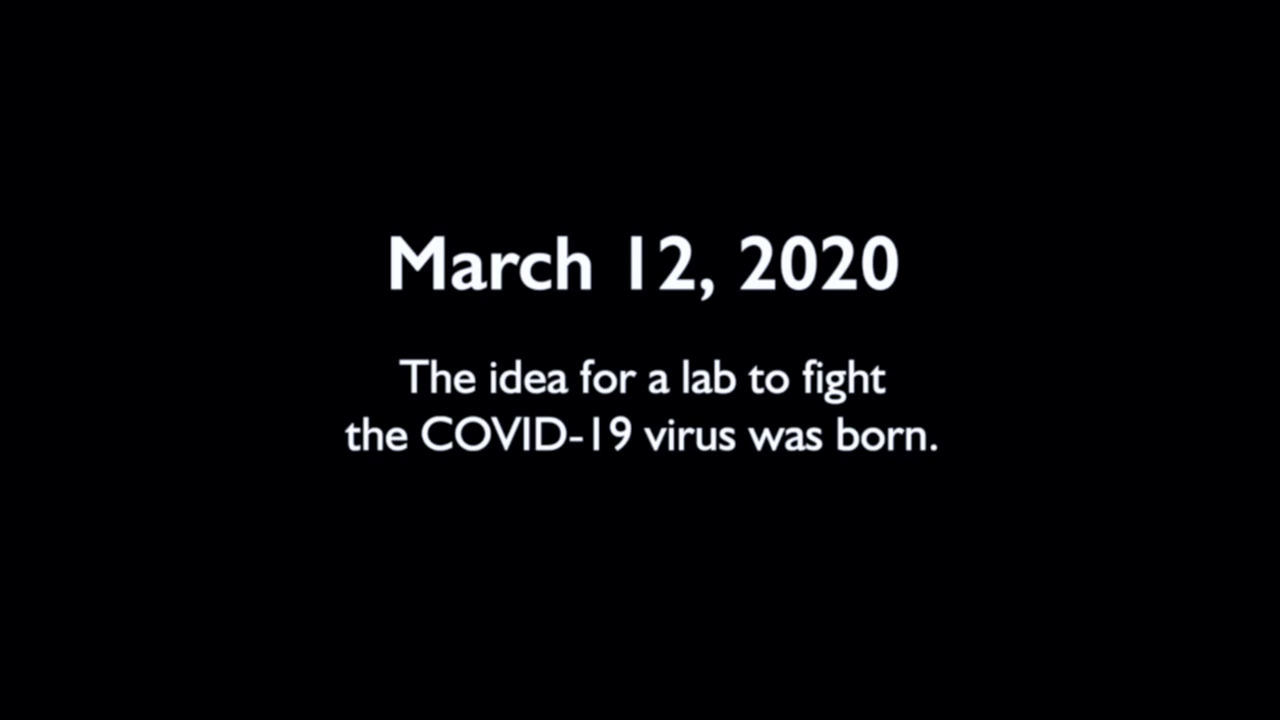 March 12, 2020
The idea for a lab to fight
the COVID-19 virus was born.